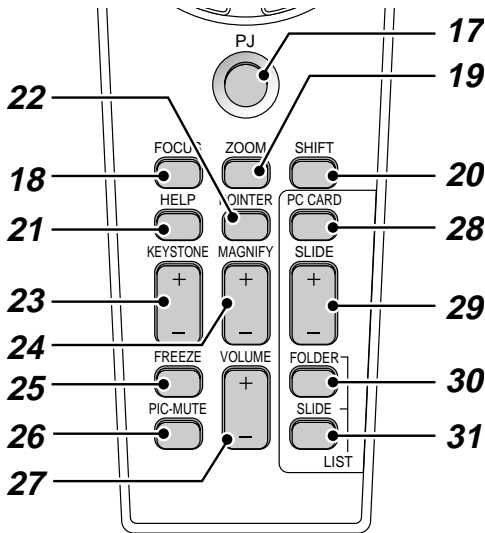 PJ
17
22
19
FOCUS ZOOM SHIFT
18
20
HELP POINTER PC CARD
21
28
KEYSTONE MAGNIFY SLIDE
+ + +
23
29
24
− − −
FREEZE VOLUME FOLDER
25
+
30
PIC-MUTE SLIDE
26
31
−
LIST
27